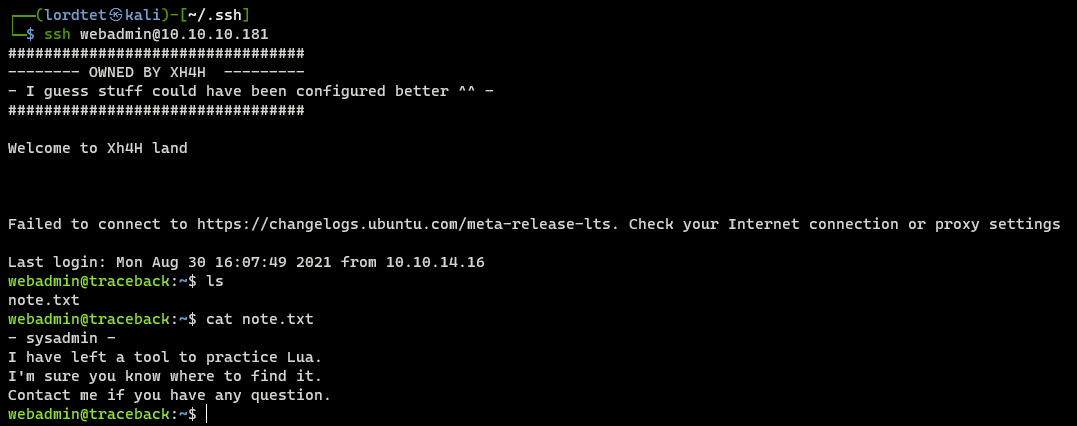 ┌──(lordtet㉿kali)-[~/.ssh]
└─$ ssh webadmin@10.10.10.181
#################################
-------- OWNED BY XH4H  ---------
- I guess stuff could have been configured better ^^ -
#################################
Welcome to Xh4H land
Failed to connect to https://changelogs.ubuntu.com/meta-release-lts. Check your Internet connection or proxy settings
Last login: Mon Aug 30 16:07:49 2021 from 10.10.14.16
webadmin@traceback:~$ ls
note.txt
webadmin@traceback:~$ cat note.txt
- sysadmin -
I have left a tool to practice Lua.
I'm sure you know where to find it.
Contact me if you have any question.
webadmin@traceback:~$